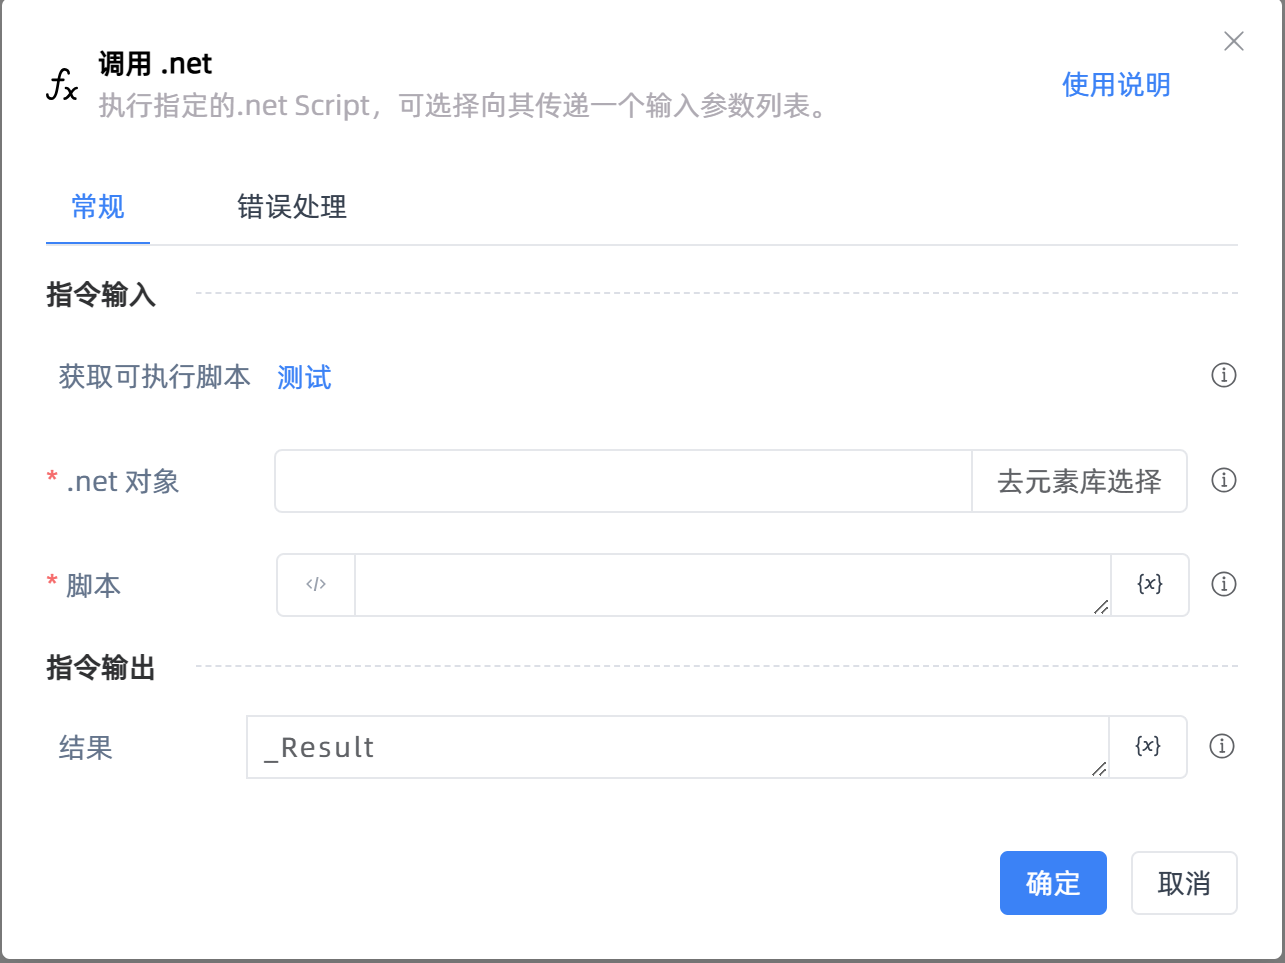 调用 .net
执行指定的.net Script，可选择向其传递一个输入参数列表。
使用说明
常规 错误处理
指令输入
获取可执行脚本 测试
* .net 对象 去元素库选择
* 脚本 </> {x}
指令输出
结果 _Result {x}
确定 取消